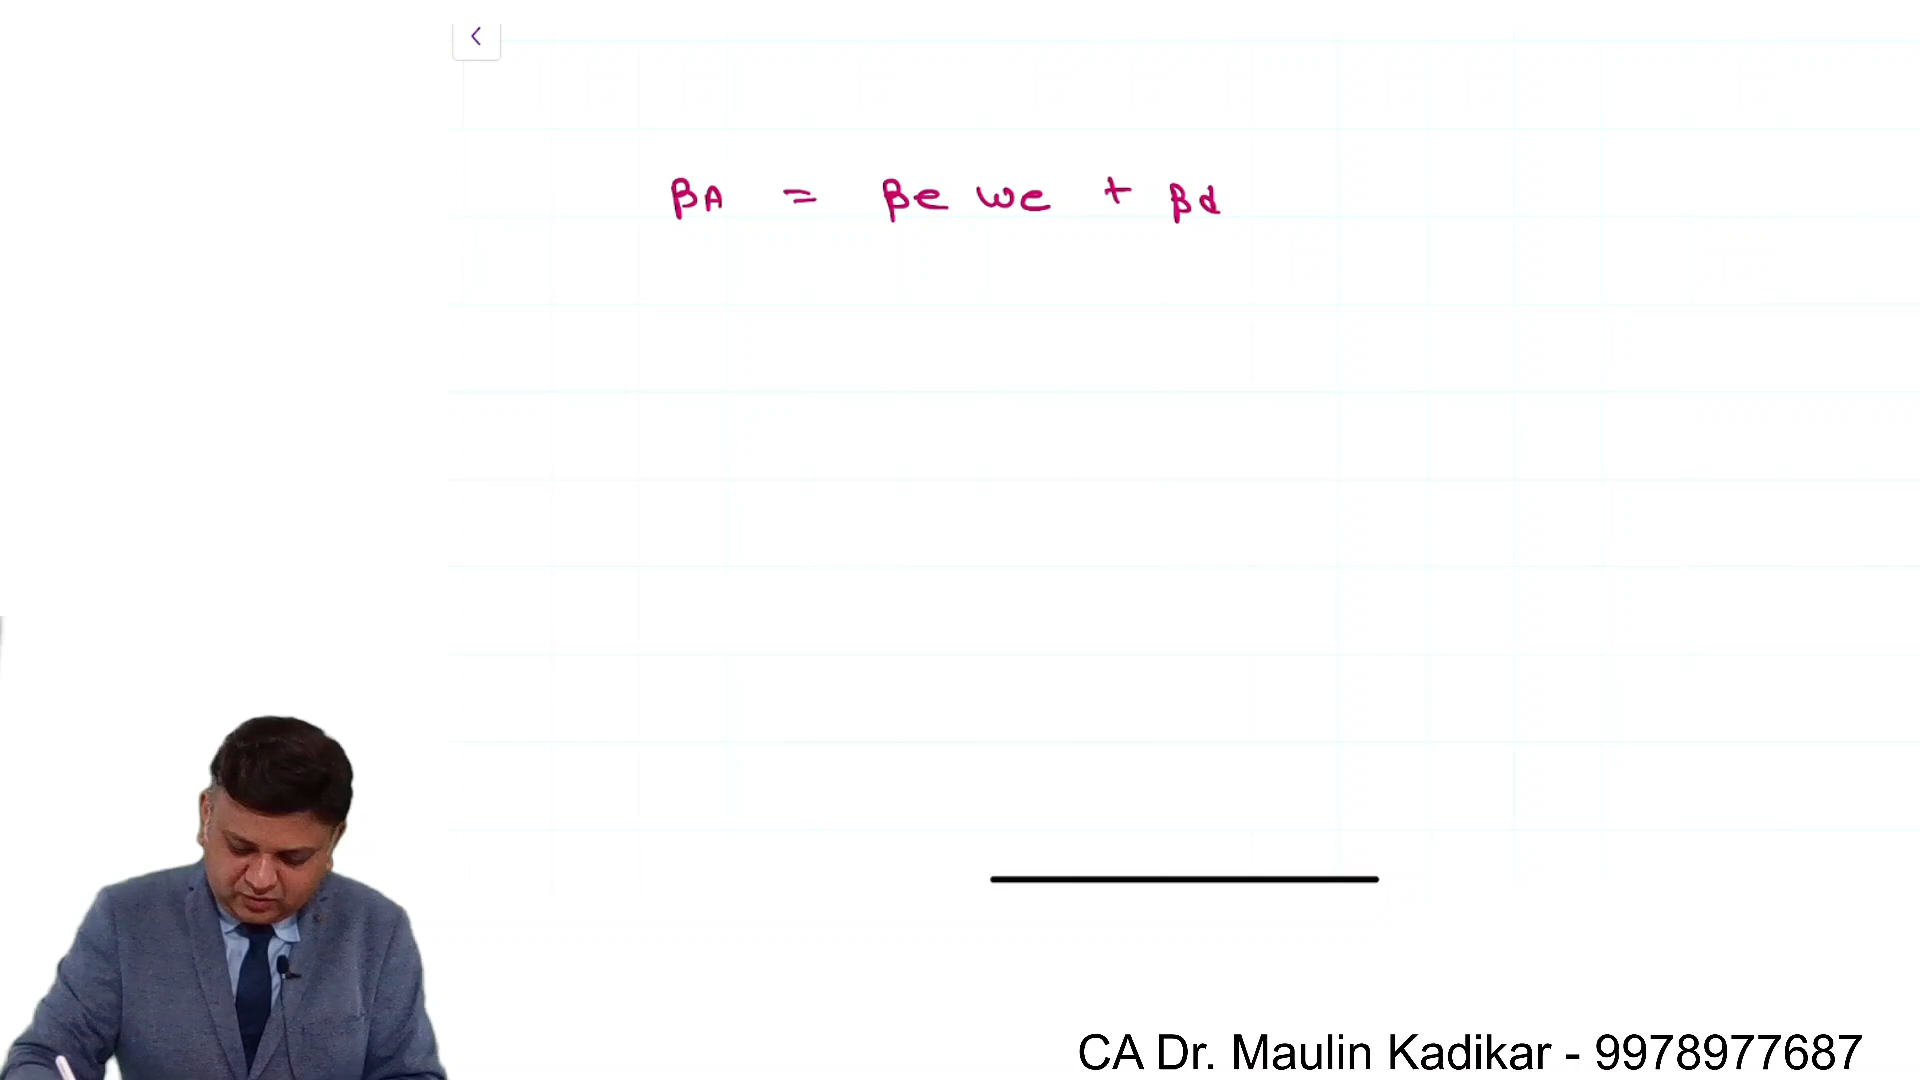 βA = βe we + βd
CA Dr. Maulin Kadikar - 9978977687